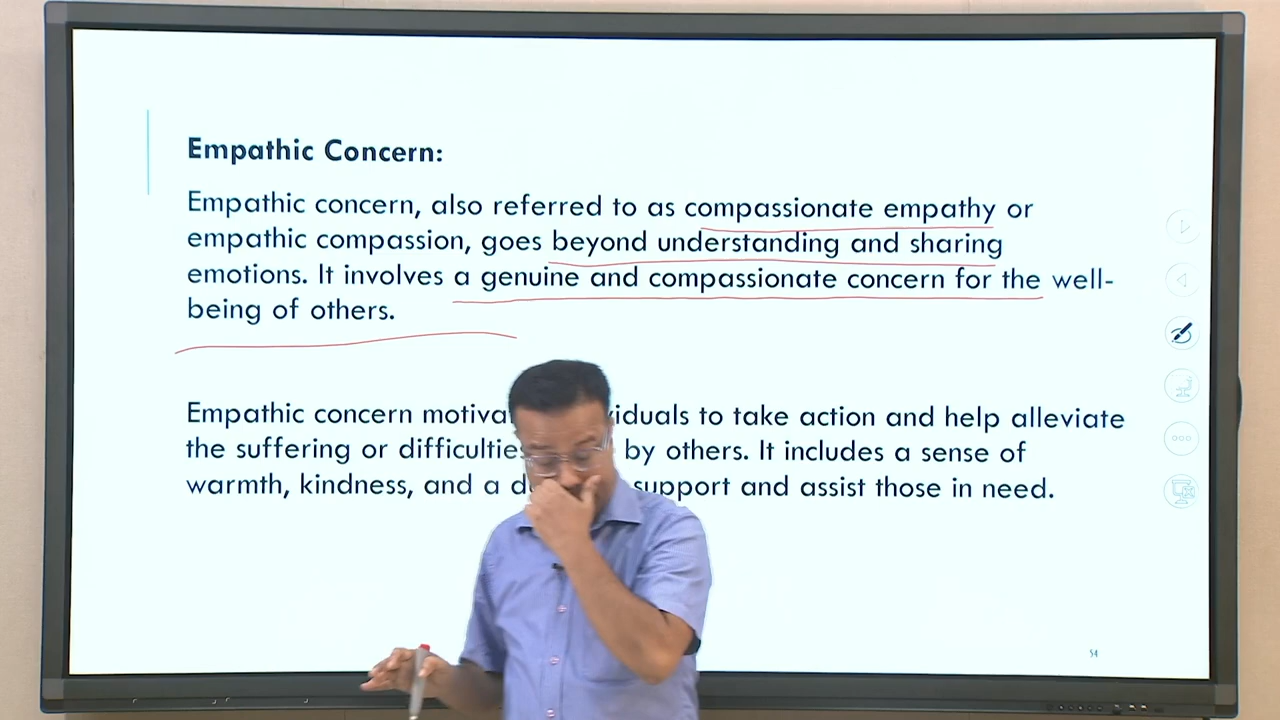 Empathic Concern:
Empathic concern, also referred to as compassionate empathy or
empathic compassion, goes beyond understanding and sharing
emotions. It involves a genuine and compassionate concern for the well-
being of others.
Empathic concern to take action and help alleviate
the suffering or difficulties by others. It includes a sense of
warmth, kindness, and a support and assist those in need.
54